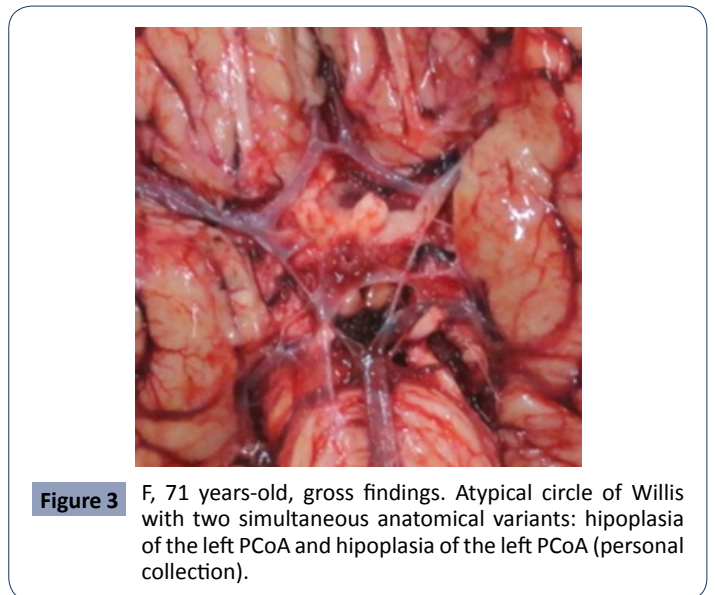 Figure 3
F, 71 years-old, gross findings. Atypical circle of Willis
with two simultaneous anatomical variants: hipoplasia
of the left PCoA and hipoplasia of the left PCoA (personal
collection).